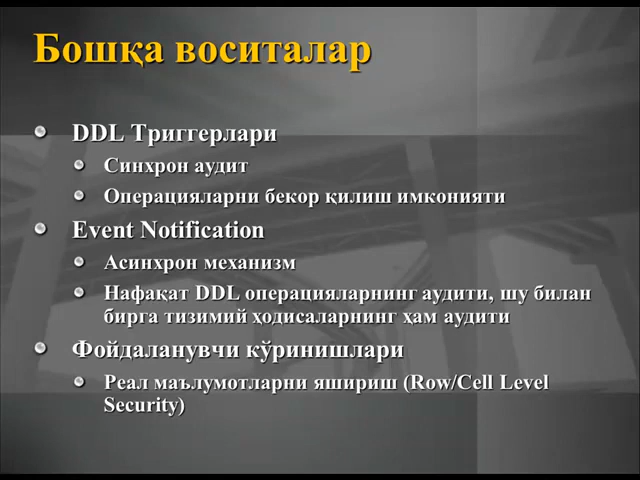 Бошқа воситалар
DDL Триггерлари
Синхрон аудит
Операцияларни бекор қилиш имконияти
Event Notification
Асинхрон механизм
Нафақат DDL операцияларнинг аудити, шу билан
бирга тизимий ҳодисаларнинг ҳам аудити
Фойдаланувчи кўринишлари
Реал маълумотларни яшириш (Row/Cell Level
Security)